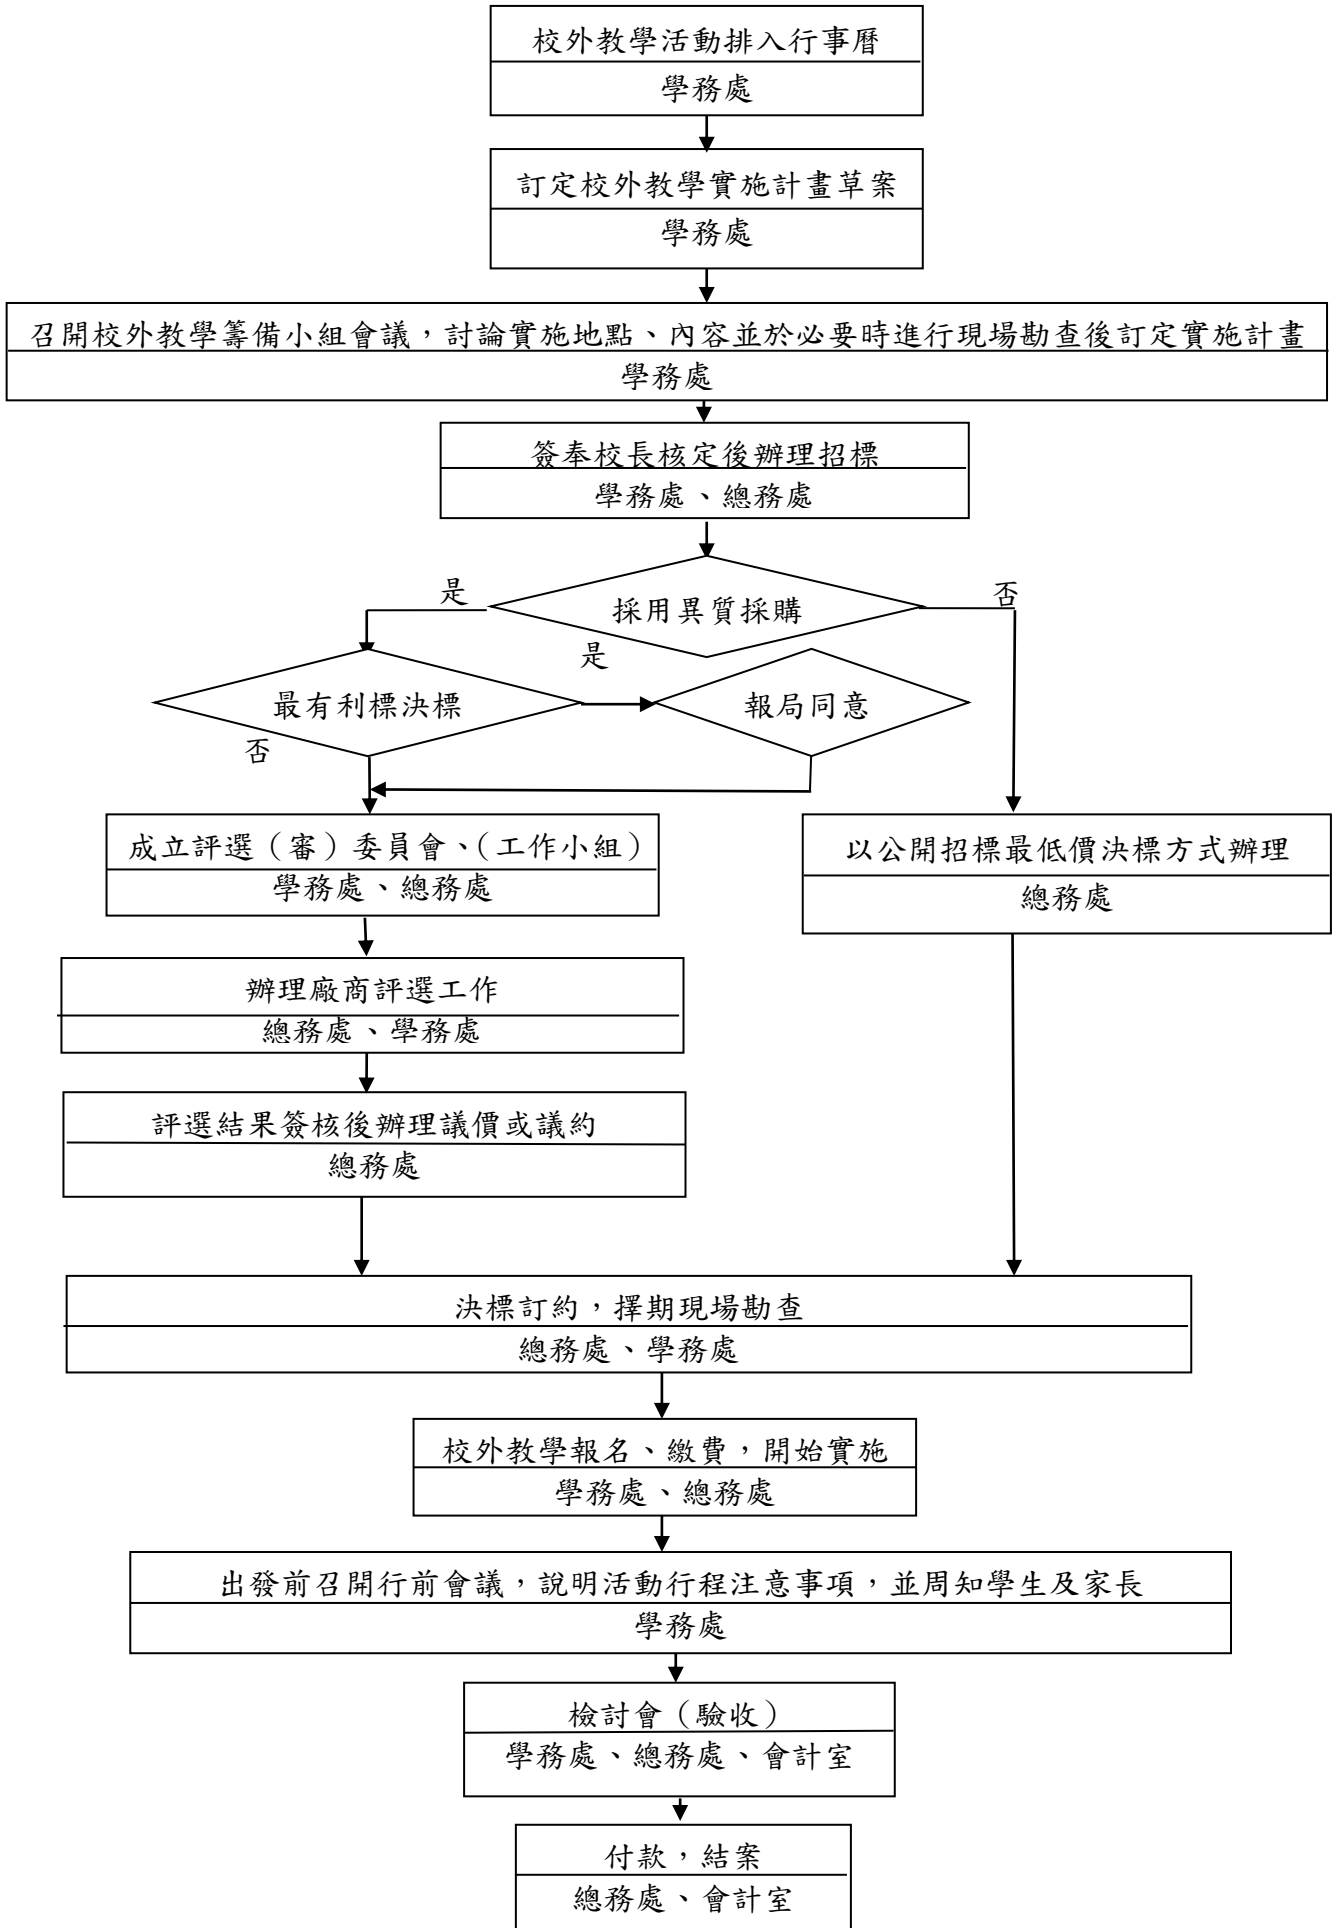 校外教學活動排入行事曆
學務處
訂定校外教學實施計畫草案
學務處
召開校外教學籌備小組會議，討論實施地點、內容並於必要時進行現場勘查後訂定實施計畫
學務處
簽奉校長核定後辦理招標
學務處、總務處
是
採用異質採購
否
是
最有利標決標
報局同意
否
成立評選（審）委員會、（工作小組）
學務處、總務處
以公開招標最低價決標方式辦理
總務處
辦理廠商評選工作
總務處、學務處
評選結果簽核後辦理議價或議約
總務處
決標訂約，擇期現場勘查
總務處、學務處
校外教學報名、繳費，開始實施
學務處、總務處
出發前召開行前會議，說明活動行程注意事項，並周知學生及家長
學務處
檢討會（驗收）
學務處、總務處、會計室
付款，結案
總務處、會計室